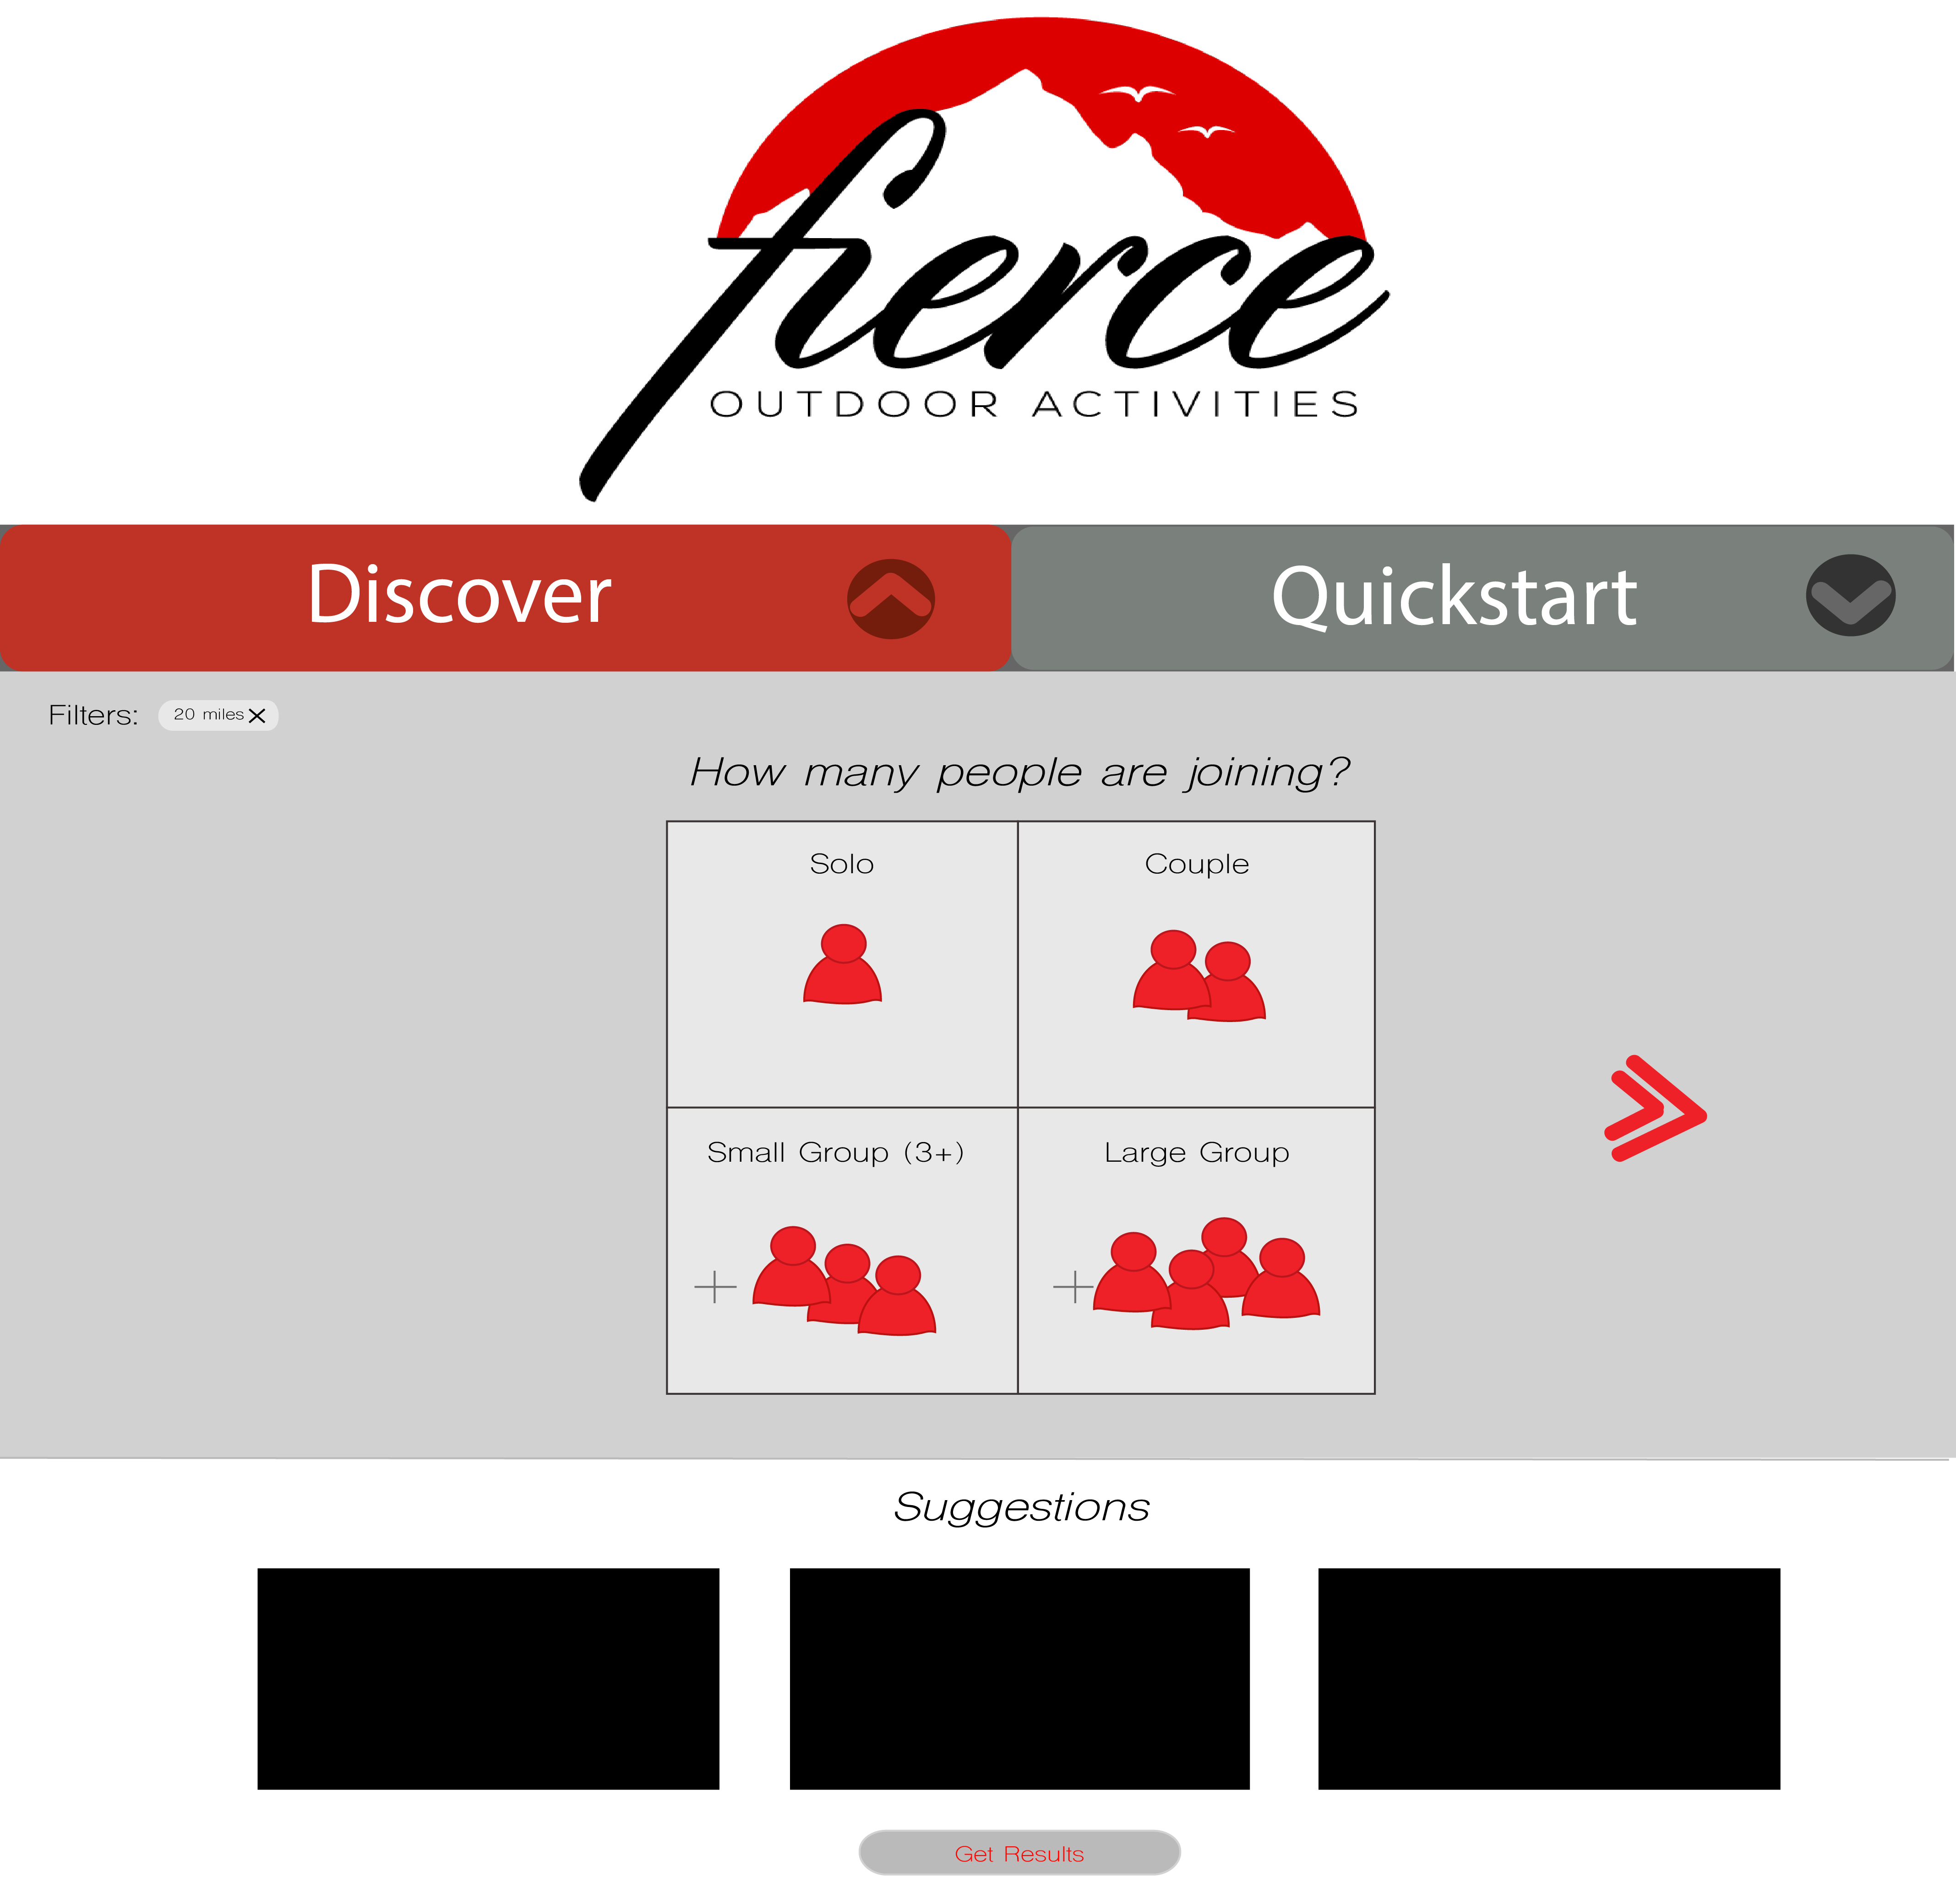 fierce
OUTDOOR ACTIVITIES
Discover
Quickstart
Filters:
20 miles
How many people are joining?
Solo
Couple
Small Group (3+)
Large Group
Suggestions
Get Results